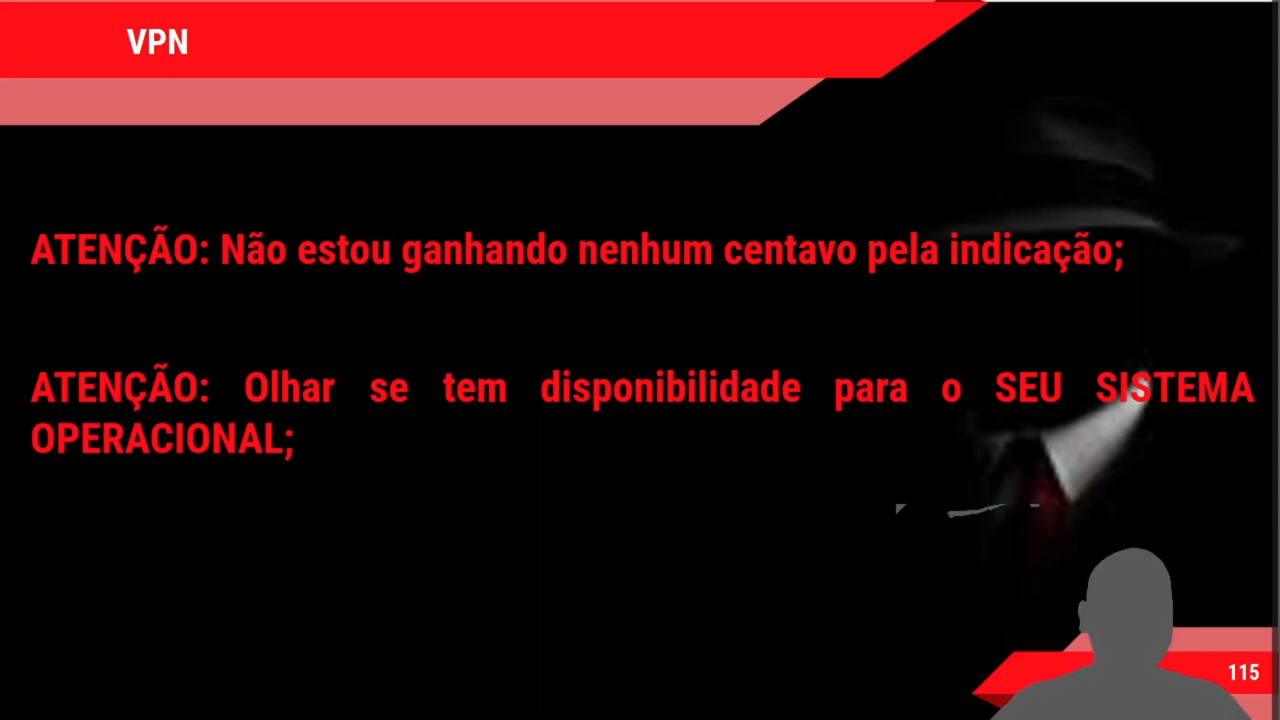 VPN
ATENÇÃO: Não estou ganhando nenhum centavo pela indicação;
ATENÇÃO: Olhar se tem disponibilidade para o SEU SISTEMA
OPERACIONAL;
115